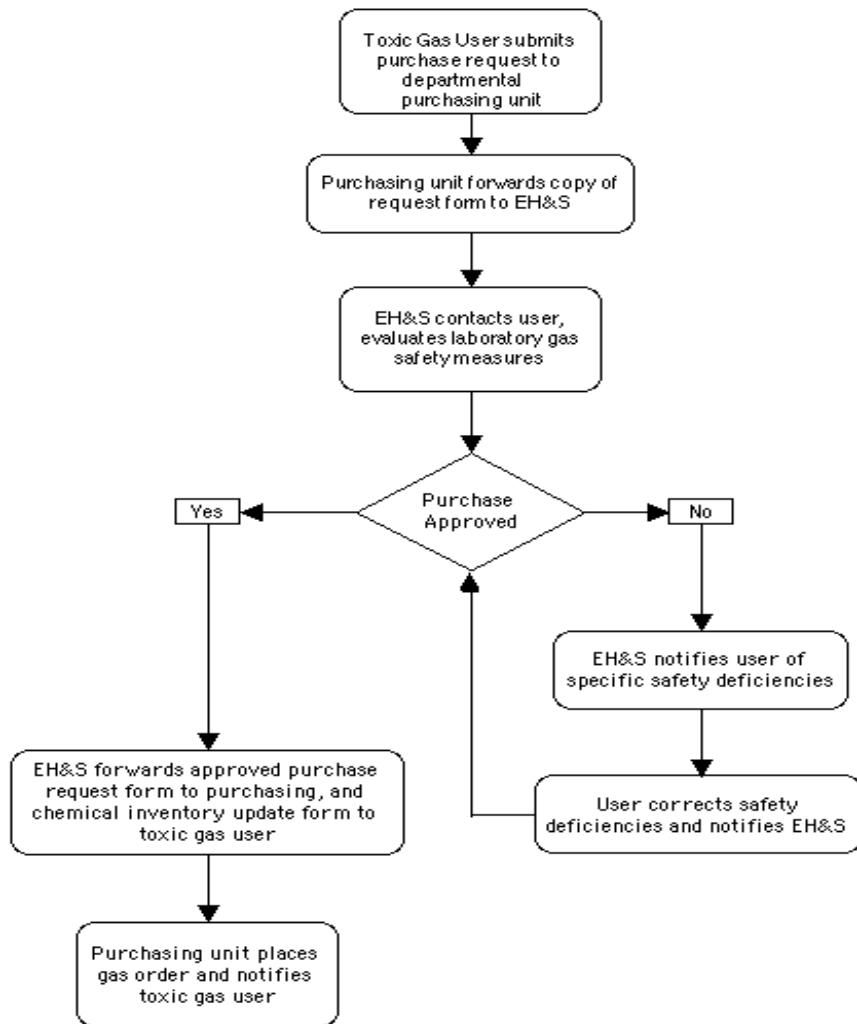 Toxic Gas User submits
purchase request to
departmental
purchasing unit
Purchasing unit forwards copy of
request form to EH&S
EH&S contacts user,
evaluates laboratory gas
safety measures
Purchase
Approved
Yes
No
EH&S notifies user of
specific safety deficiencies
User corrects safety
deficiencies and notifies EH&S
EH&S forwards approved purchase
request form to purchasing, and
chemical inventory update form to
toxic gas user
Purchasing unit places
gas order and notifies
toxic gas user